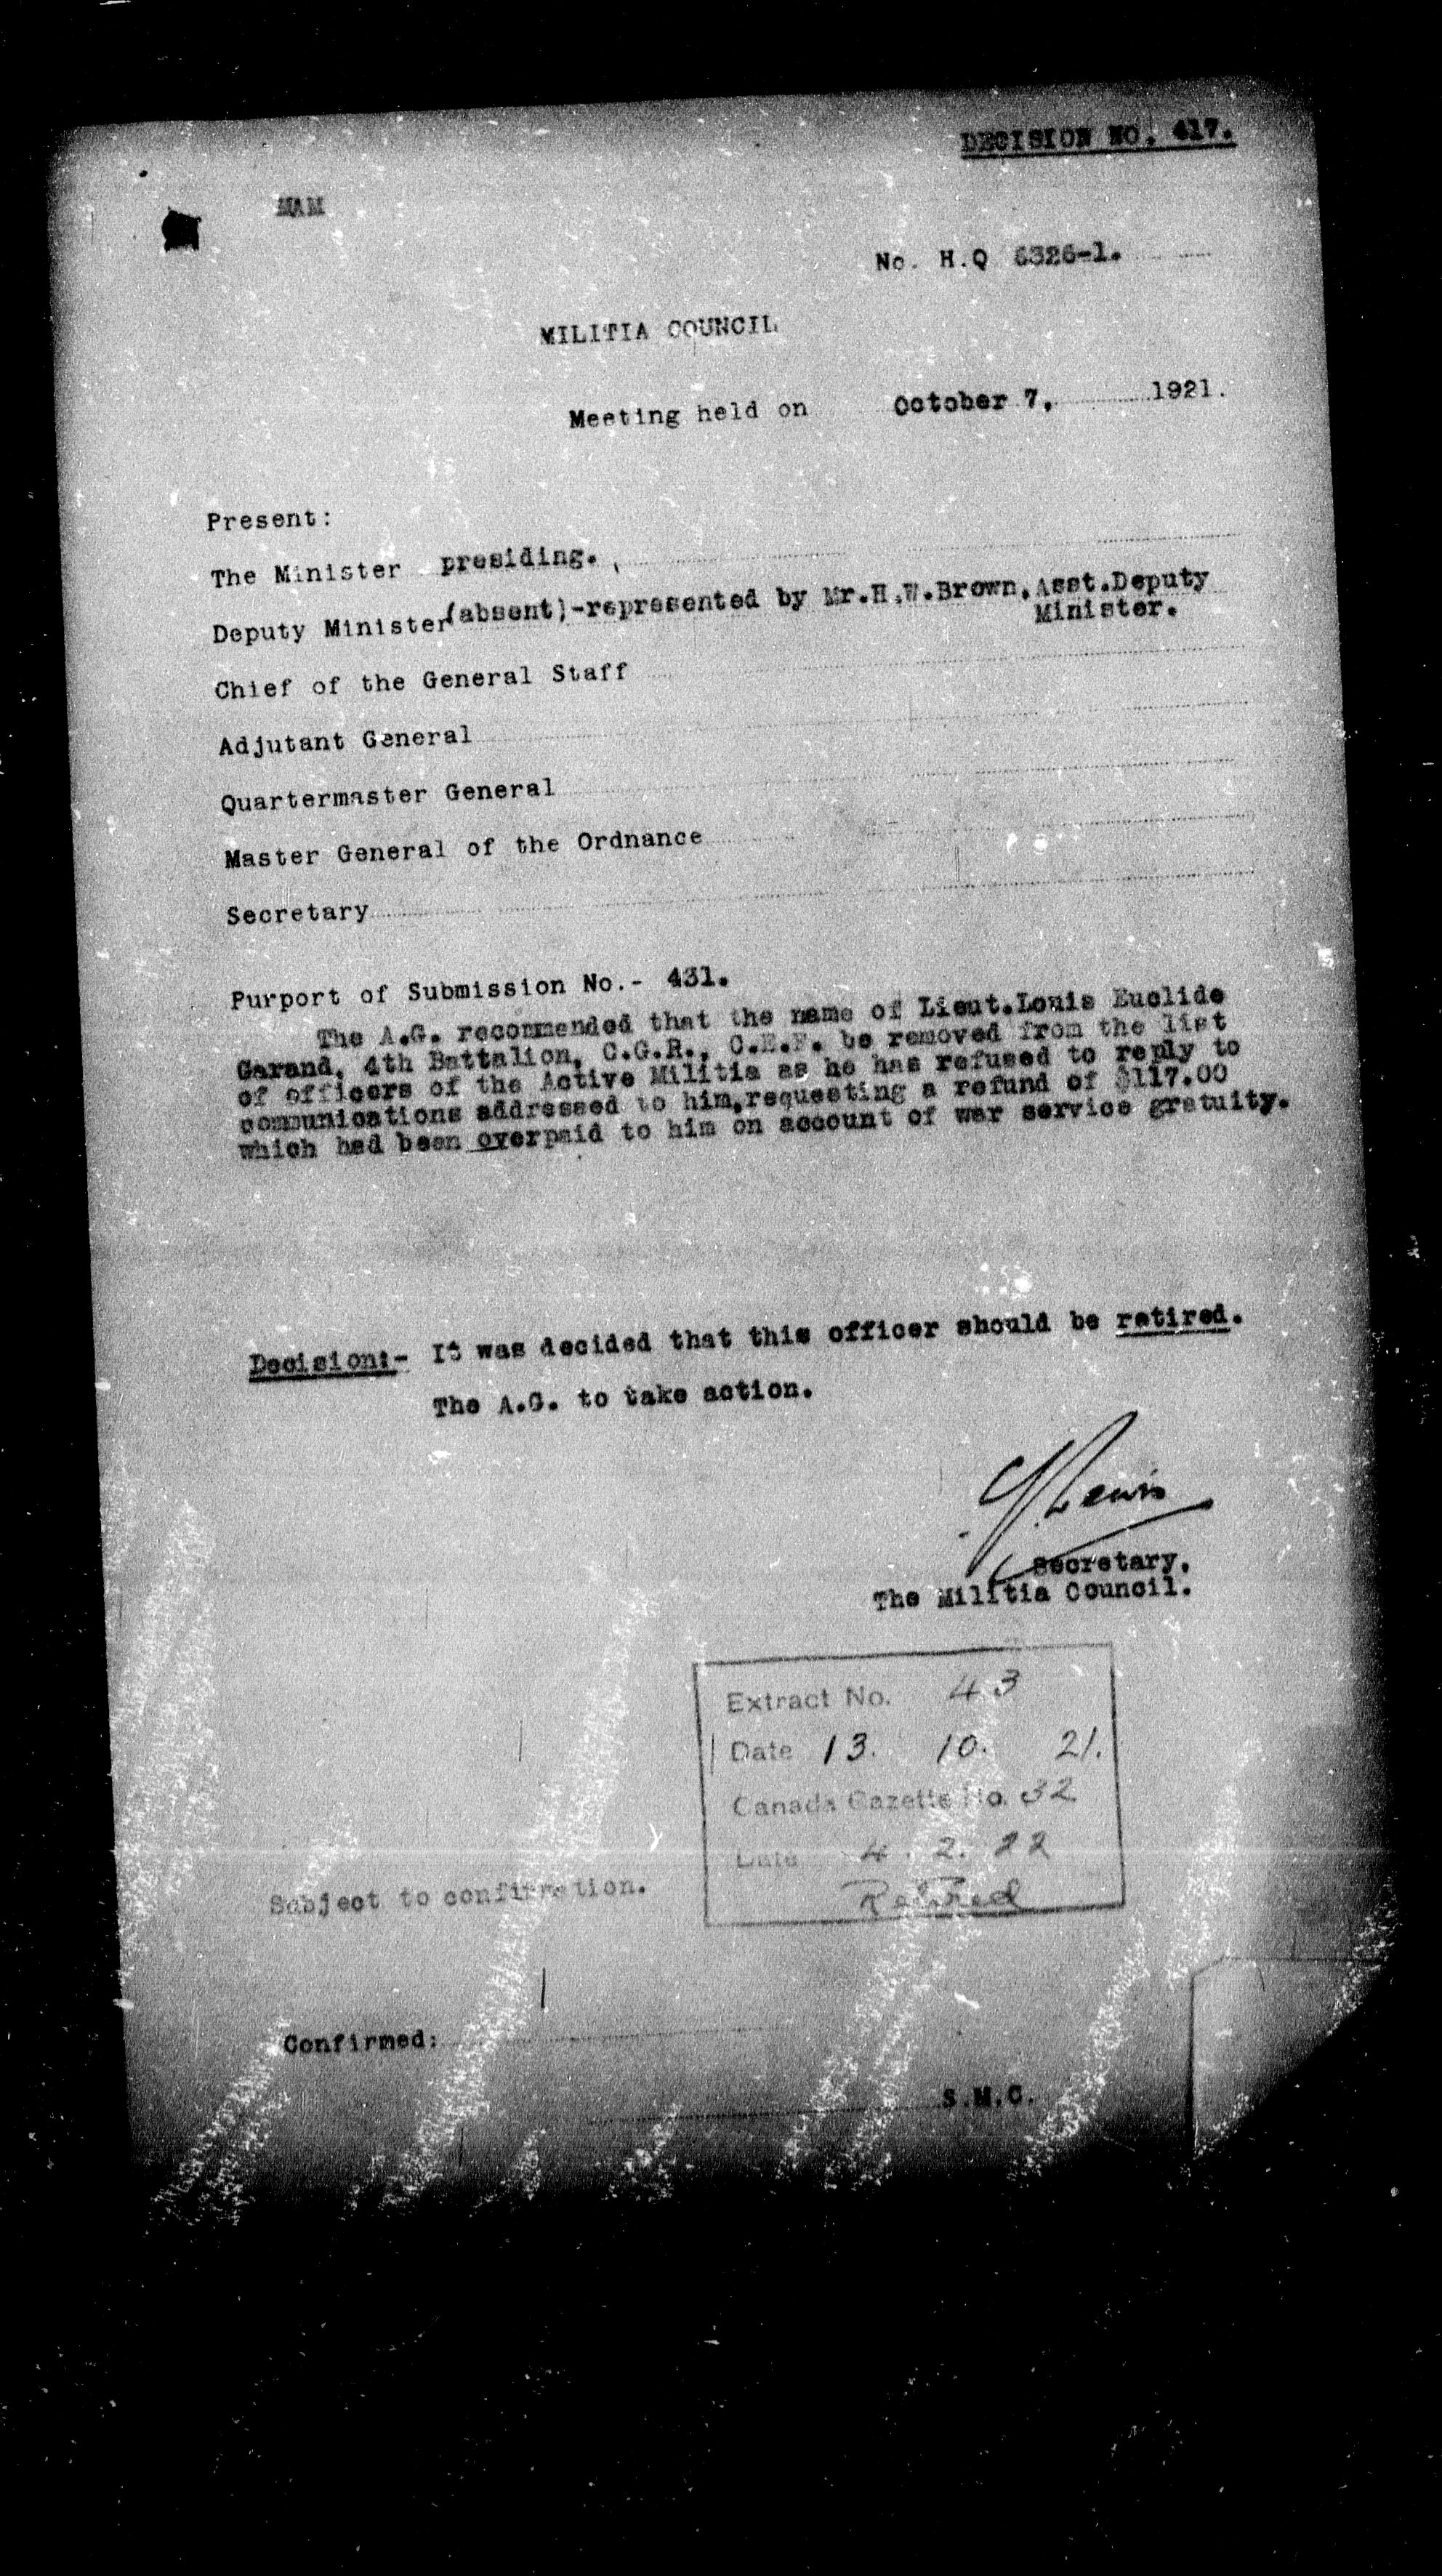 DECISION NO. 417.
MAM
No. H.Q 6326-1.
MILITIA COUNCIL
Meeting held on October 7, 1921.
Present:
The Minister presiding.
Deputy Minister (absent)-represented by Mr.H.W.Brown, Asst.Deputy
Minister.
Chief of the General Staff
Adjutant General
Quartermaster General
Master General of the Ordnance
Secretary
Purport of Submission No.- 431.
The A.G. recommended that the name of Lieut.Louis Euclide
Garand, 4th Battalion, C.G.R., C.E.F. be removed from the list
of officers of the Active Militia as he has refused to reply to
communications addressed to him,requesting a refund of $117.00
which had been overpaid to him on account of war service gratuity.
Decision:- It was decided that this officer should be retired.
The A.G. to take action.
Lewis
Secretary,
The Militia Council.
Extract No. 43
Date 13. 10. 21.
Canada Gazette No. 32
Date 4. 2. 22
Retired
Subject to confirmation.
Confirmed:
S.M.C.